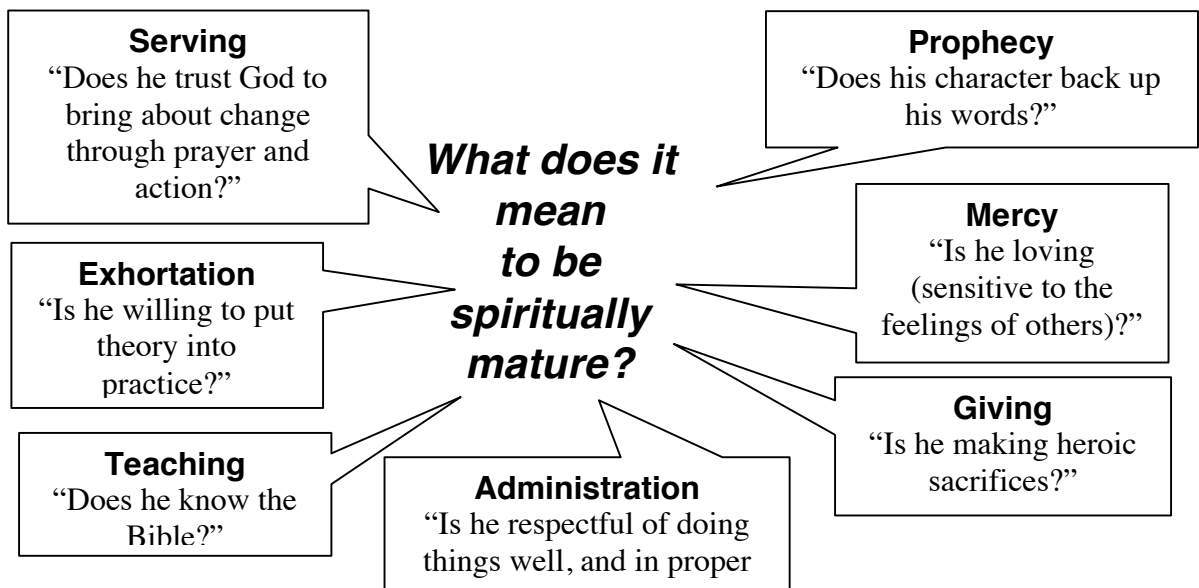 Serving
“Does he trust God to
bring about change
through prayer and
action?”
Prophecy
“Does his character back up
his words?”
What does it
mean
to be
spiritually
mature?
Mercy
“Is he loving
(sensitive to the
feelings of others)?”
Exhortation
“Is he willing to put
theory into
practice?”
Giving
“Is he making heroic
sacrifices?”
Teaching
“Does he know the
Bible?”
Administration
“Is he respectful of doing
things well, and in proper